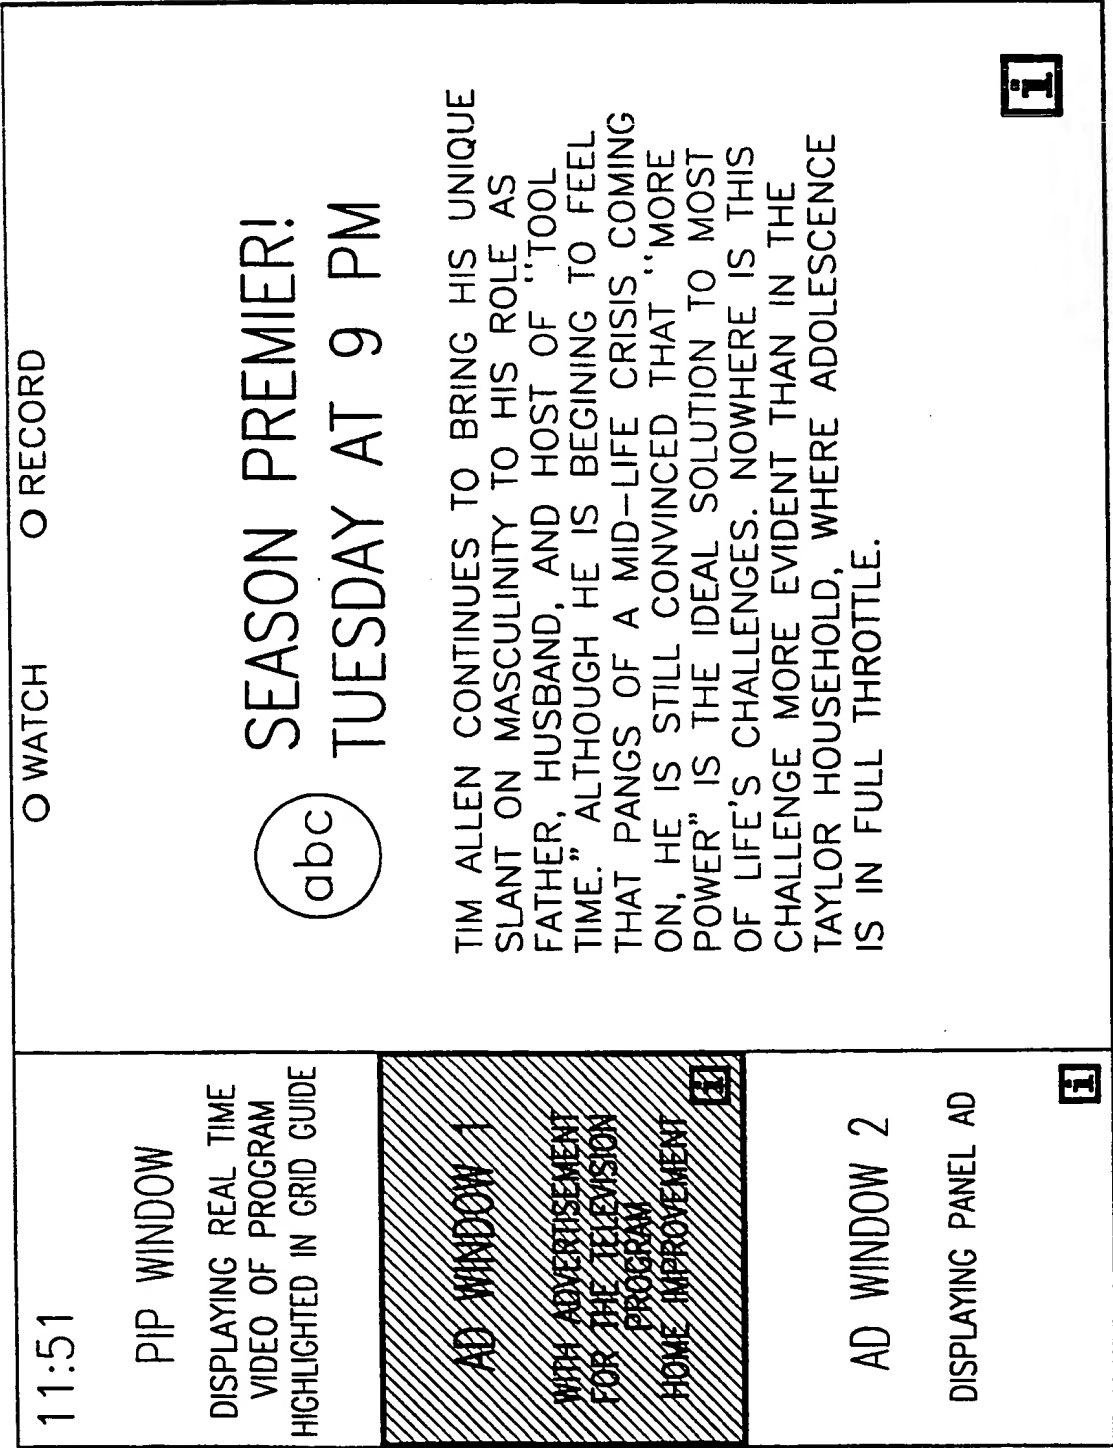 11:51
PIP WINDOW
DISPLAYING REAL TIME
VIDEO OF PROGRAM
HIGHLIGHTED IN GRID GUIDE
AD WINDOW 1
WITH ADVERTISEMENT
FOR THE TELEVISION
PROGRAM
HOME IMPROVEMENT
i
AD WINDOW 2
DISPLAYING PANEL AD
i
O WATCH O RECORD
abc
SEASON PREMIER!
TUESDAY AT 9 PM
TIM ALLEN CONTINUES TO BRING HIS UNIQUE
SLANT ON MASCULINITY TO HIS ROLE AS
FATHER, HUSBAND, AND HOST OF "TOOL
TIME." ALTHOUGH HE IS BEGINING TO FEEL
THAT PANGS OF A MID-LIFE CRISIS COMING
ON, HE IS STILL CONVINCED THAT "MORE
POWER" IS THE IDEAL SOLUTION TO MOST
OF LIFE'S CHALLENGES. NOWHERE IS THIS
CHALLENGE MORE EVIDENT THAN IN THE
TAYLOR HOUSEHOLD, WHERE ADOLESCENCE
IS IN FULL THROTTLE.
i